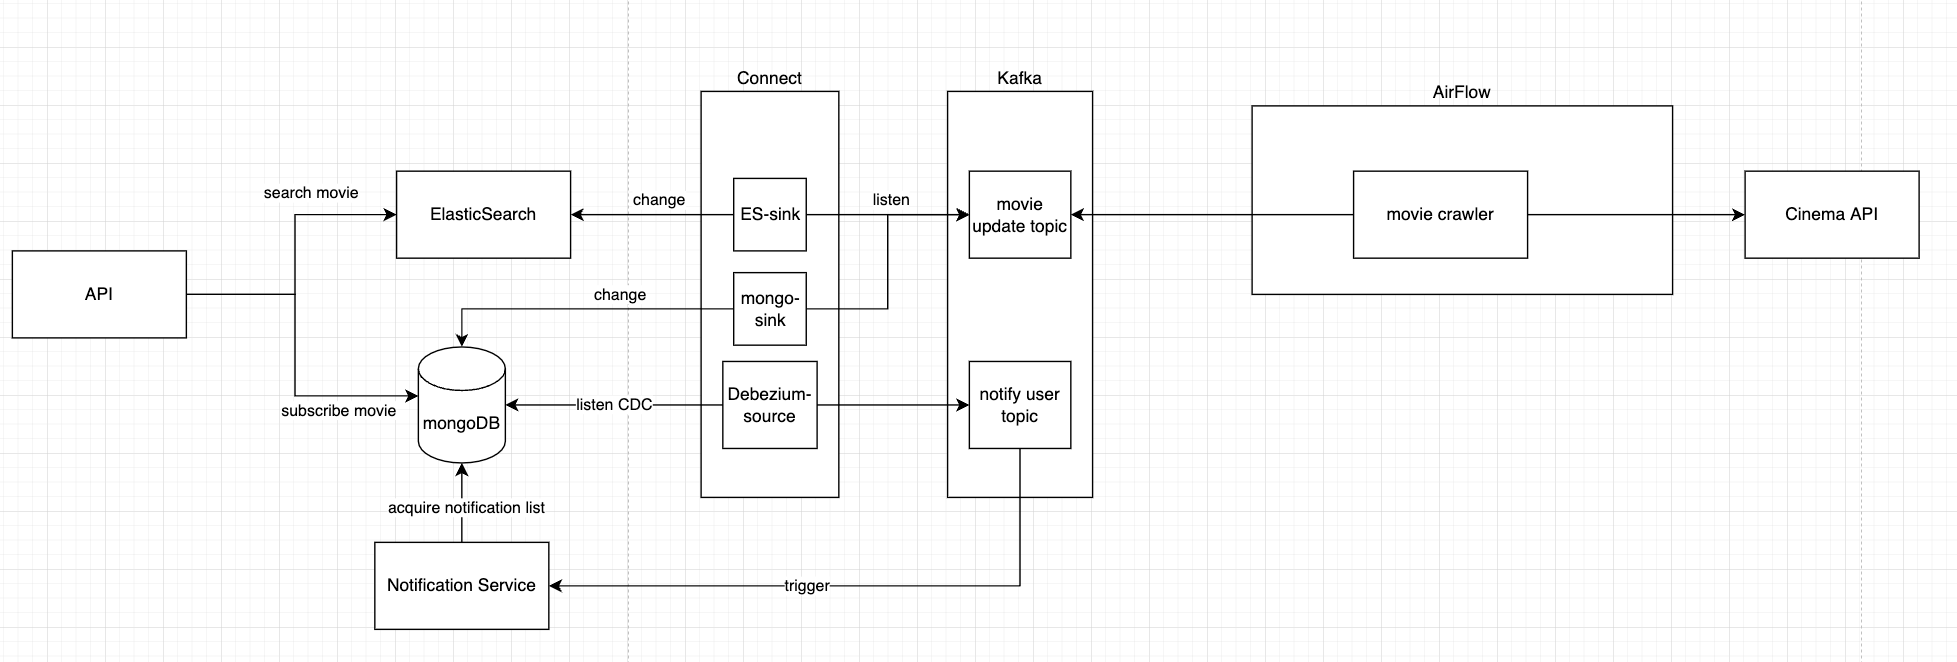 Connect
Kafka
AirFlow
search movie
ElasticSearch
change
ES-sink
listen
movie
update topic
movie crawler
Cinema API
API
change
mongo-
sink
subscribe movie
mongoDB
listen CDC
Debezium-
source
notify user
topic
acquire notification list
Notification Service
trigger